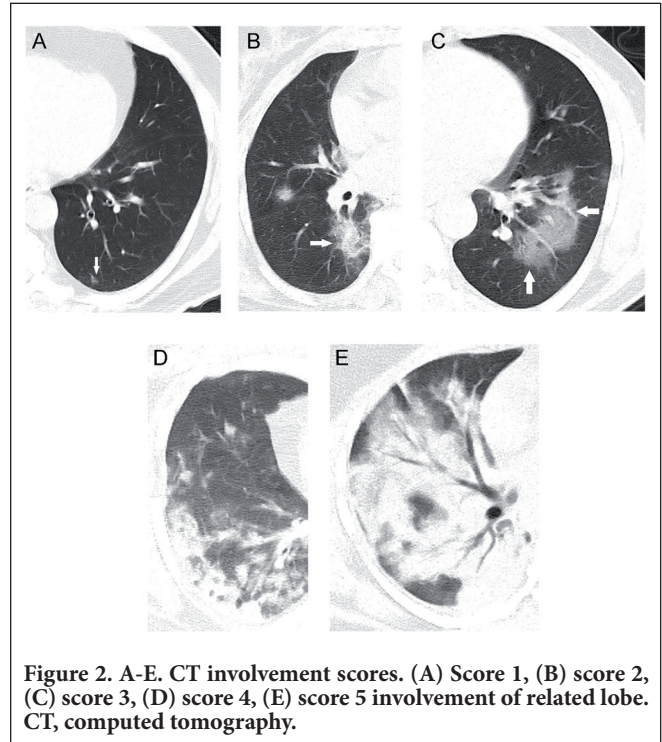 A
B
C
D
E
Figure 2. A-E. CT involvement scores. (A) Score 1, (B) score 2,
(C) score 3, (D) score 4, (E) score 5 involvement of related lobe.
CT, computed tomography.